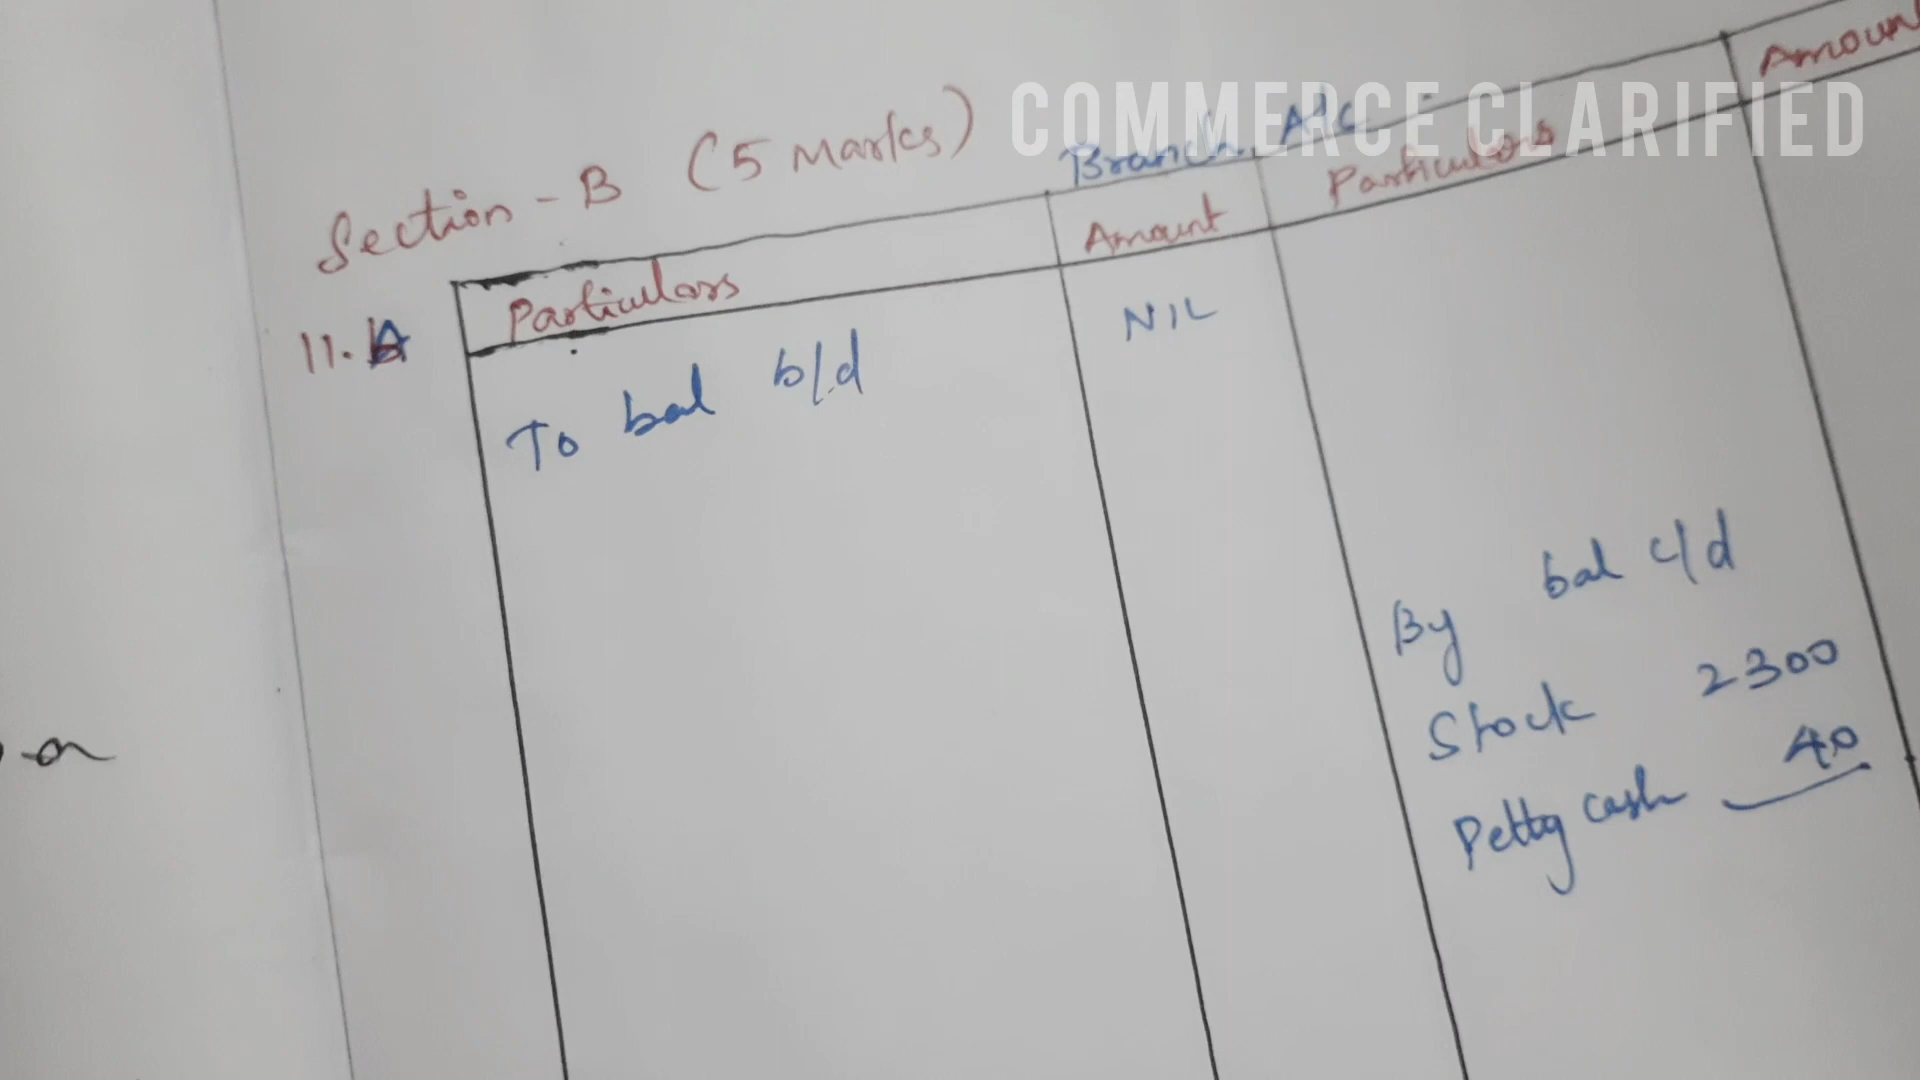 COMMERCE CLARIFIED
Section - B (5 Marks)
Branch A/c
11. A
Particulars Amount Particulars Amount
To bal b/d NIL
By bal c/d
Stock 2300
Petty cash 40